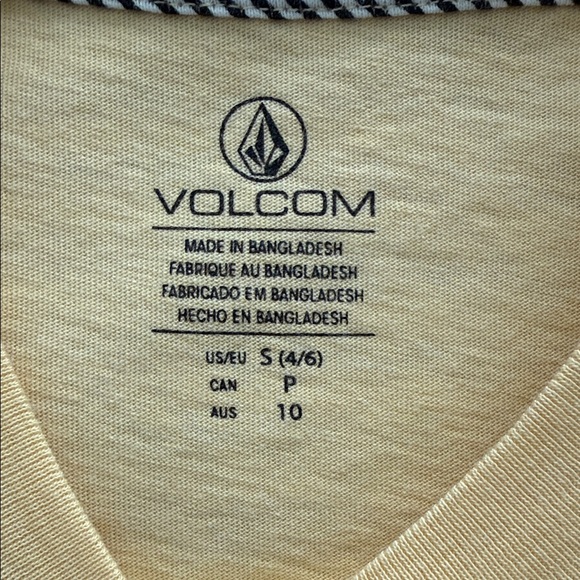 VOLCOM
MADE IN BANGLADESH
FABRIQUE AU BANGLADESH
FABRICADO EM BANGLADESH
HECHO EN BANGLADESH
US/EU S (4/6)
CAN P
AUS 10